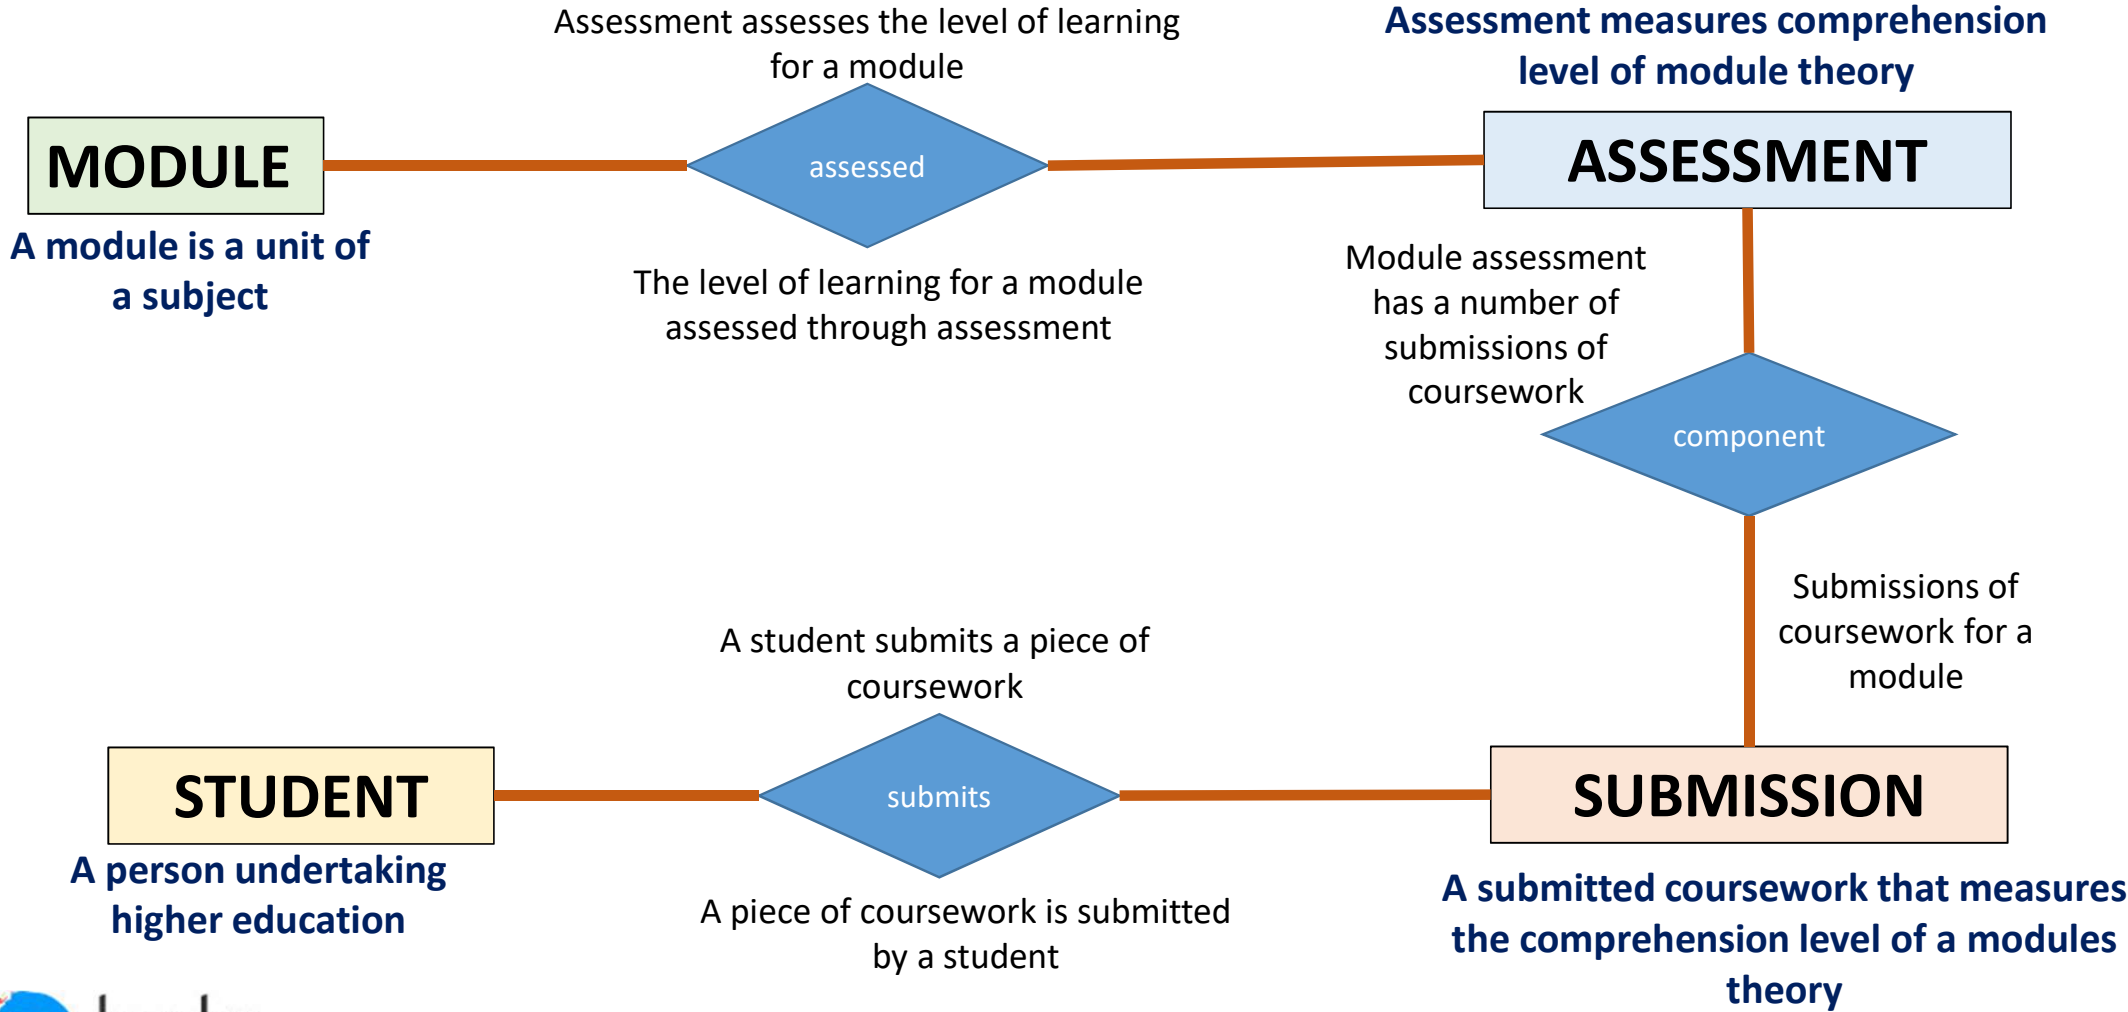 Assessment assesses the level of learning
for a module
Assessment measures comprehension
level of module theory
MODULE
assessed
ASSESSMENT
A module is a unit of
a subject
The level of learning for a module
assessed through assessment
Module assessment
has a number of
submissions of
coursework
component
Submissions of
coursework for a
module
A student submits a piece of
coursework
STUDENT
submits
SUBMISSION
A person undertaking
higher education
A piece of coursework is submitted
by a student
A submitted coursework that measures
the comprehension level of a modules
theory